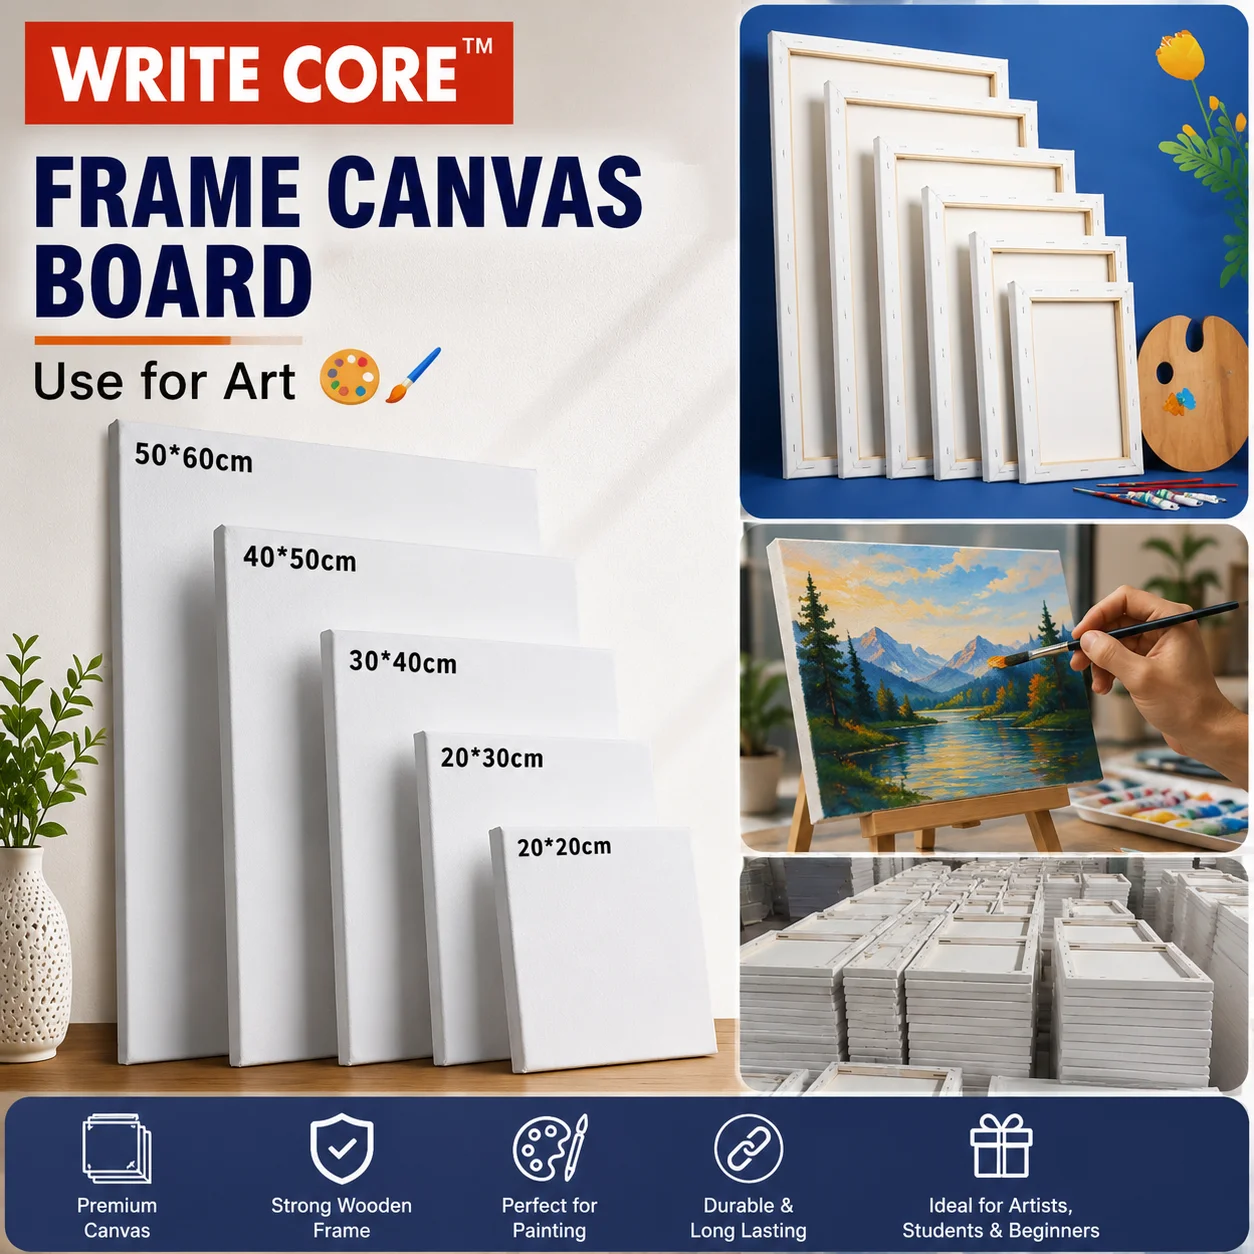 WRITE CORE™
FRAME CANVAS
BOARD
Use for Art
50*60cm
40*50cm
30*40cm
20*30cm
20*20cm
Premium
Canvas
Strong Wooden
Frame
Perfect for
Painting
Durable &
Long Lasting
Ideal for Artists,
Students & Beginners